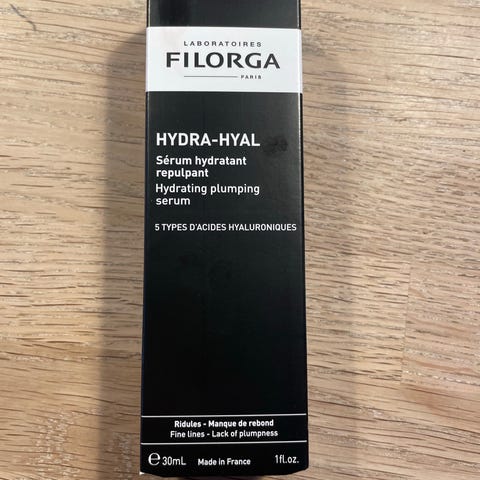 LABORATOIRES
FILORGA
PARIS
HYDRA-HYAL
Sérum hydratant
repulpant
Hydrating plumping
serum
5 TYPES D'ACIDES HYALURONIQUES
Ridules - Manque de rebond
Fine lines - Lack of plumpness
℮30mL Made in France 1fl.oz.